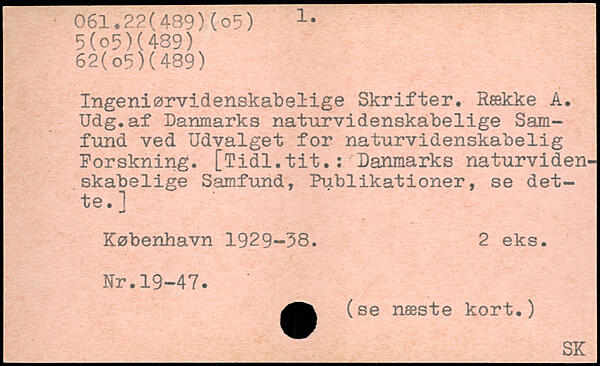 061.22(489)(o5) 1.
5(o5)(489)
62(o5)(489)
Ingeniørvidenskabelige Skrifter. Række A.
Udg.af Danmarks naturvidenskabelige Sam-
fund ved Udvalget for naturvidenskabelig
Forskning. [Tidl.tit.: Danmarks naturviden-
skabelige Samfund, Publikationer, se det-
te.]
København 1929-38. 2 eks.
Nr.19-47.
(se næste kort.)
SK